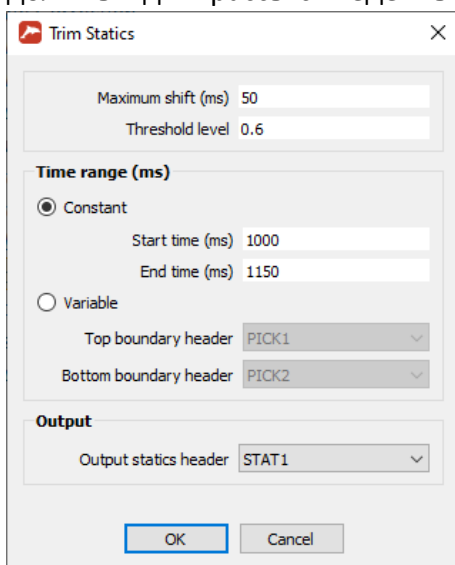 Trim Statics
Maximum shift (ms) 50
Threshold level 0.6
Time range (ms)
Constant
Start time (ms) 1000
End time (ms) 1150
Variable
Top boundary header PICK1
Bottom boundary header PICK2
Output
Output statics header STAT1
OK Cancel